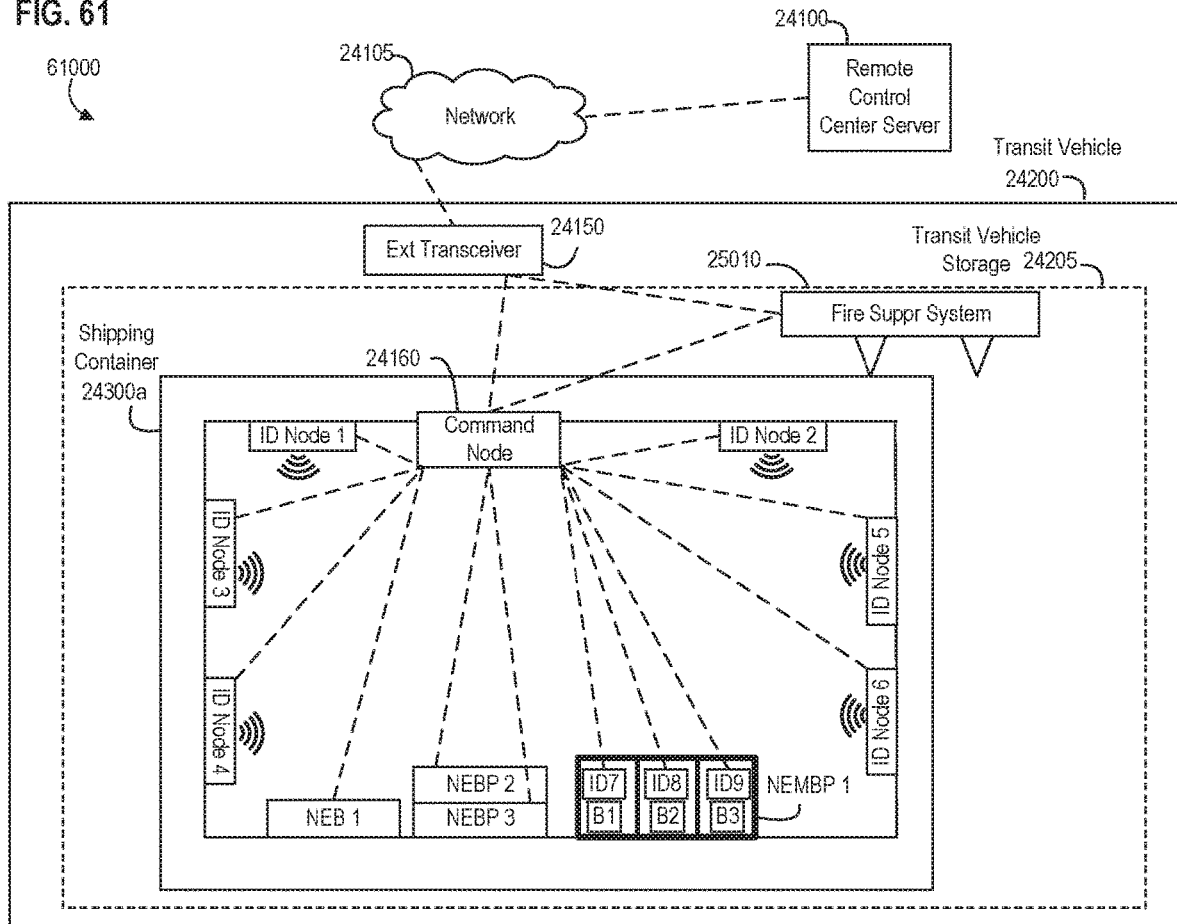 FIG. 61
61000
24105
24100
Network
Remote
Control
Center Server
Transit Vehicle
24200
Ext Transceiver
24150
Transit Vehicle
Storage 24205
25010
Fire Suppr System
Shipping
Container
24300a
24160
Command
Node
ID Node 1
ID Node 2
ID Node 3
ID Node 5
ID Node 4
ID Node 6
NEB 1
NEBP 2
NEBP 3
ID7
ID8
ID9
B1
B2
B3
NEMBP 1